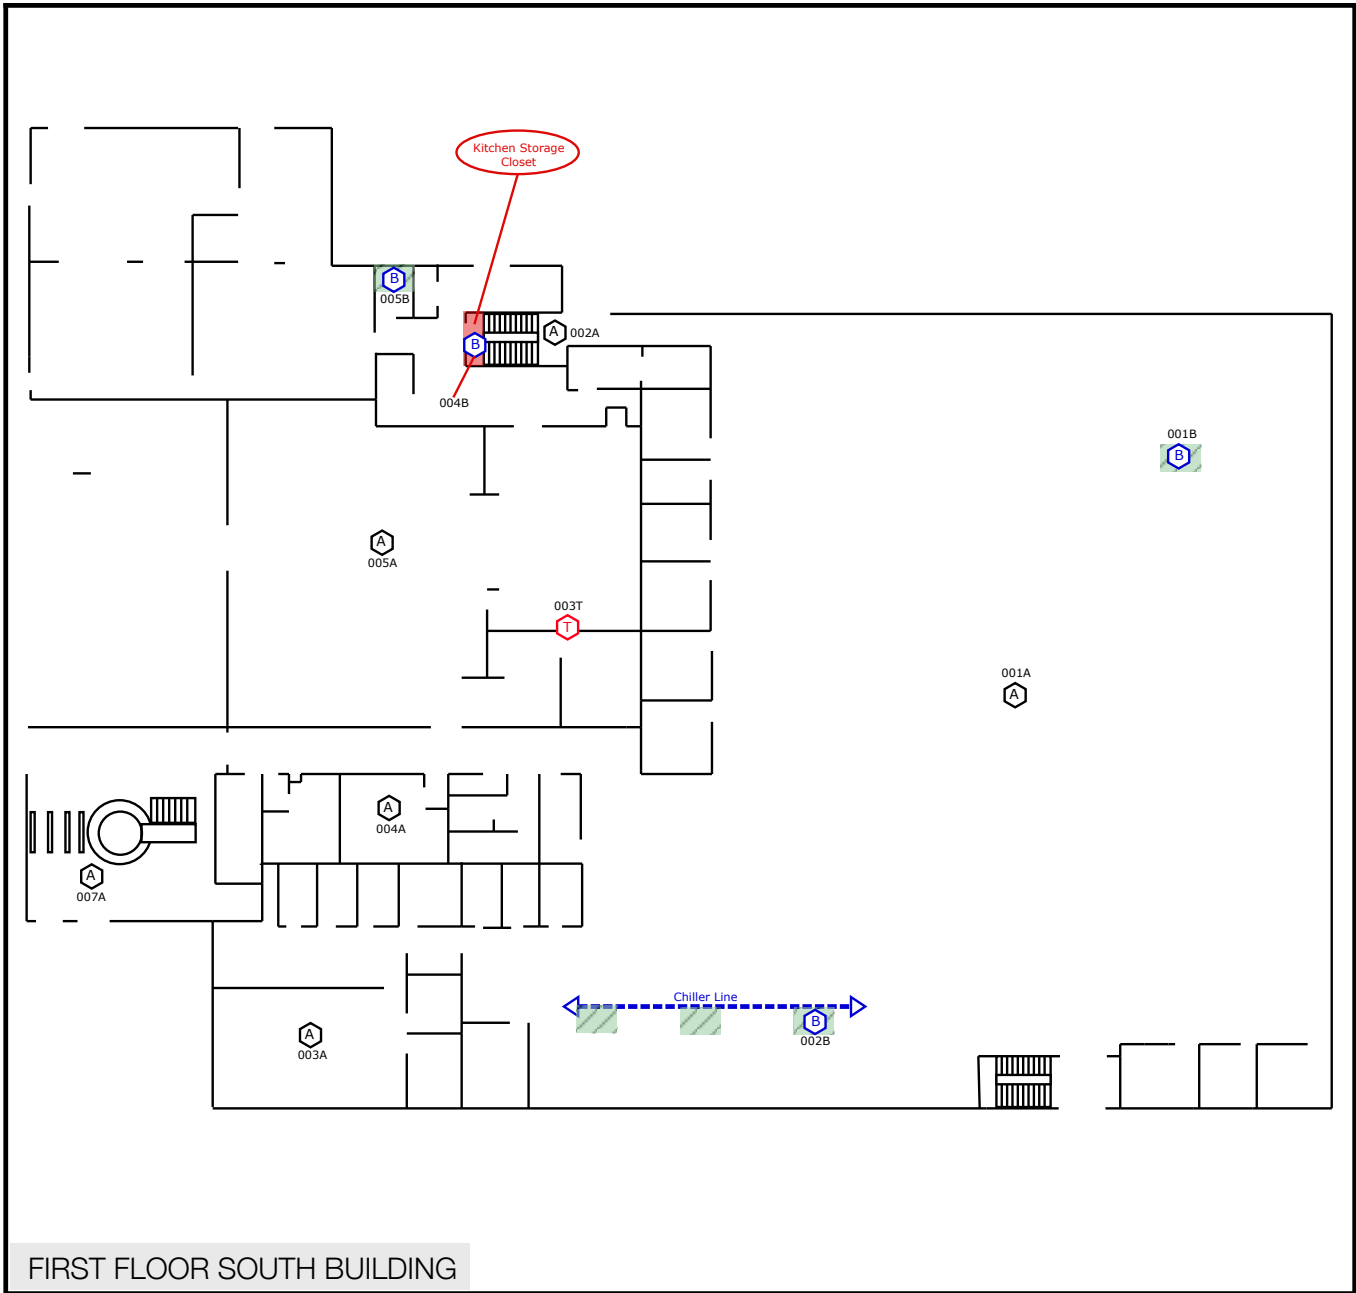 Kitchen Storage
Closet
B
005B
A
002A
B
004B
001B
B
A
005A
003T
T
001A
A
A
004A
A
007A
Chiller Line
B
002B
A
003A
FIRST FLOOR SOUTH BUILDING